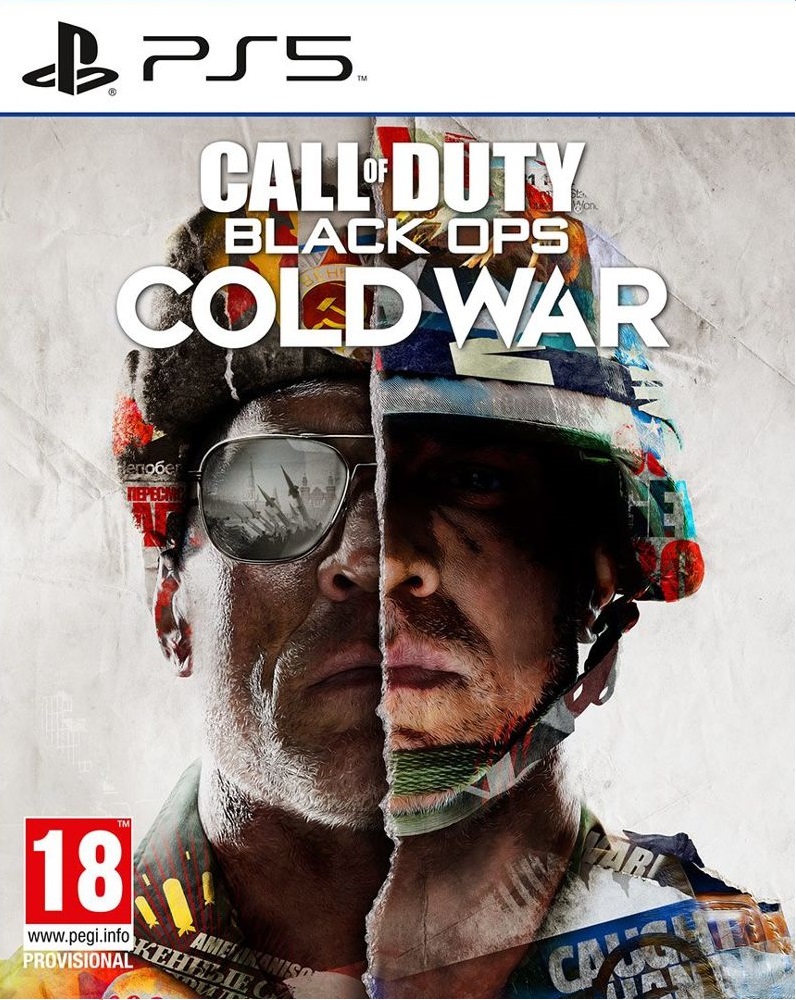 PS5
CALL OF DUTY
BLACK OPS
COLD WAR
18
www.pegi.info
PROVISIONAL